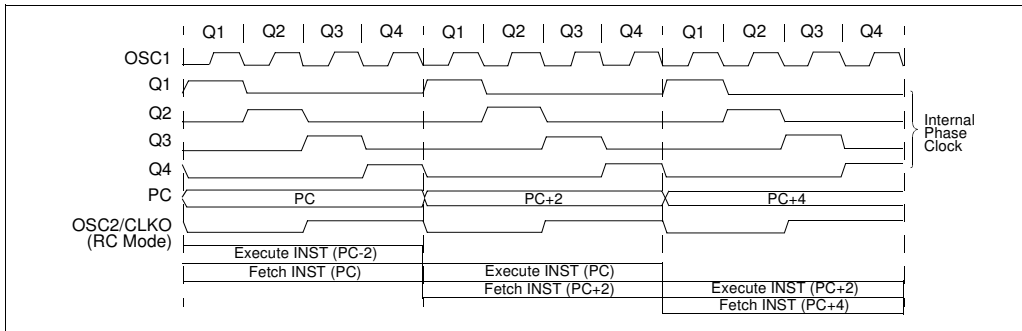 Q1 Q2 Q3 Q4 Q1 Q2 Q3 Q4 Q1 Q2 Q3 Q4
OSC1
Q1
Q2
Q3
Q4
Internal
Phase
Clock
PC PC PC+2 PC+4
OSC2/CLKO
(RC Mode)
Execute INST (PC-2)
Fetch INST (PC) Execute INST (PC)
Fetch INST (PC+2) Execute INST (PC+2)
Fetch INST (PC+4)